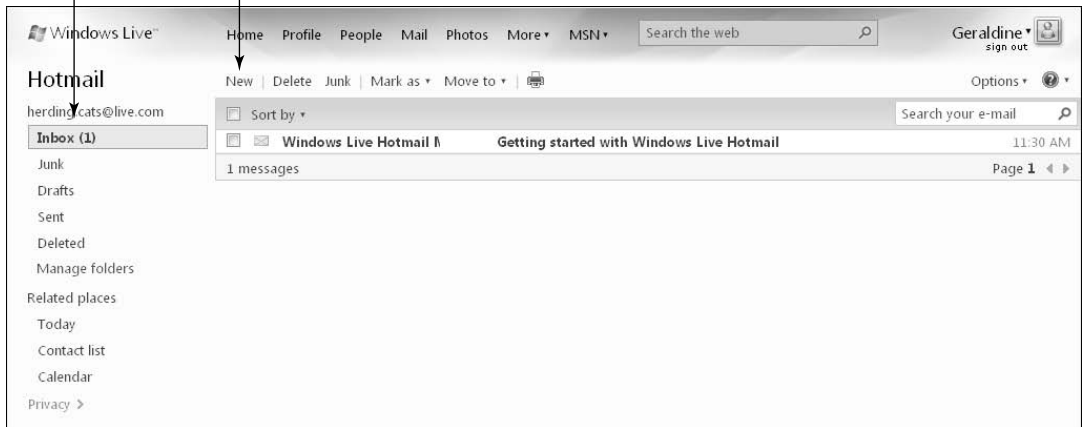 Windows Live™ Home Profile People Mail Photos More MSN Search the web Geraldine
sign out
Hotmail New | Delete Junk | Mark as Move to | Options
herding.cats@live.com Sort by Search your e-mail
Inbox (1) Windows Live Hotmail Getting started with Windows Live Hotmail 11:30 AM
Junk 1 messages Page 1
Drafts
Sent
Deleted
Manage folders
Related places
Today
Contact list
Calendar
Privacy >